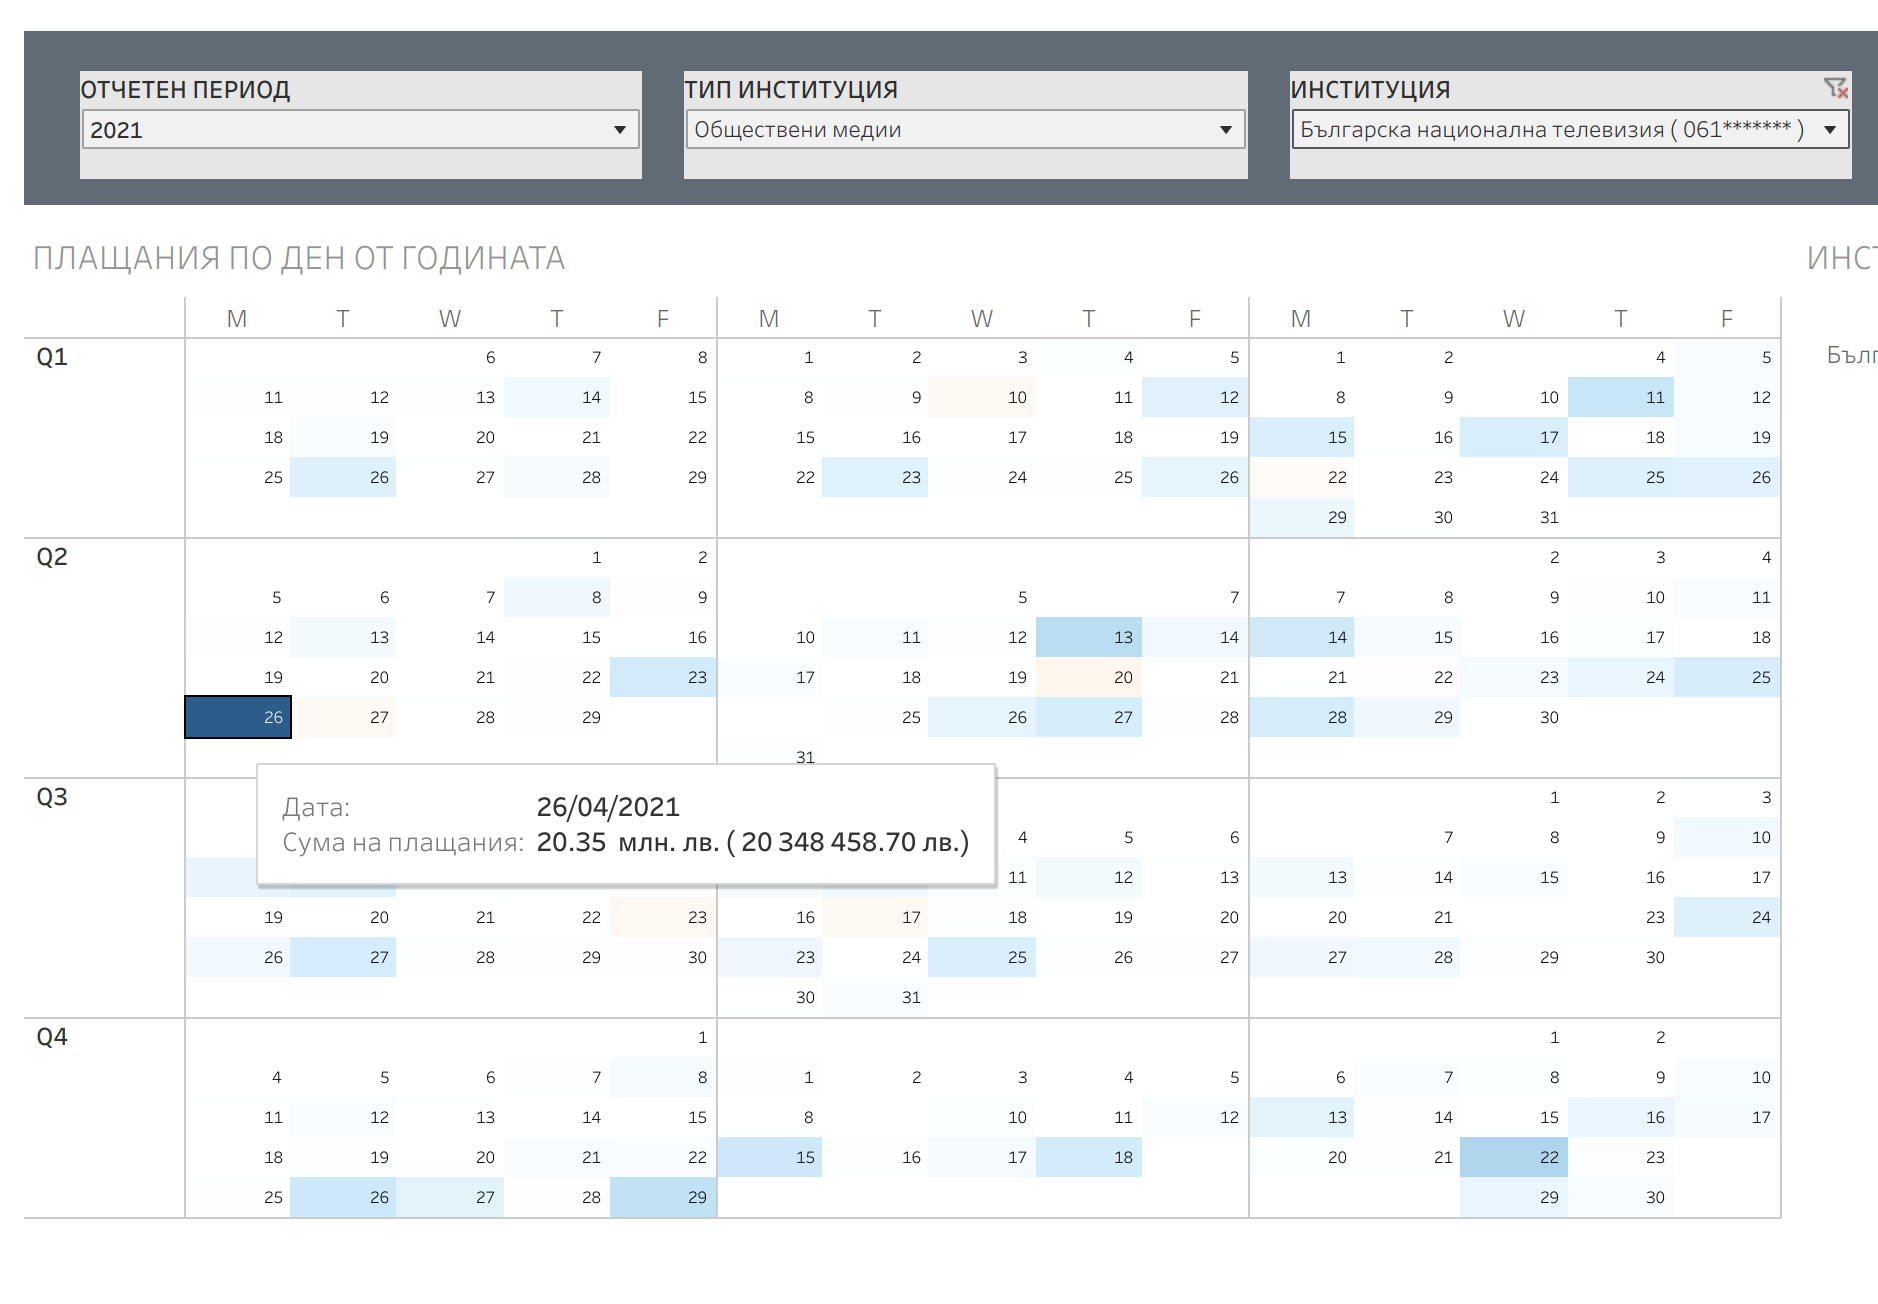 ОТЧЕТЕН ПЕРИОД ТИП ИНСТИТУЦИЯ ИНСТИТУЦИЯ
2021 Обществени медии Българска национална телевизия ( 061******* )
ПЛАЩАНИЯ ПО ДЕН ОТ ГОДИНАТА ИНСТ
M T W T F M T W T F M T W T F
Q1 6 7 8 1 2 3 4 5 1 2 4 5 Бълг
11 12 13 14 15 8 9 10 11 12 8 9 10 11 12
18 19 20 21 22 15 16 17 18 19 15 16 17 18 19
25 26 27 28 29 22 23 24 25 26 22 23 24 25 26
29 30 31
Q2 1 2 2 3 4
5 6 7 8 9 5 7 7 8 9 10 11
12 13 14 15 16 10 11 12 13 14 14 15 16 17 18
19 20 21 22 23 17 18 19 20 21 21 22 23 24 25
26 27 28 29 25 26 27 28 28 29 30
31
Q3 1 2 3
Дата: 26/04/2021
Сума на плащания: 20.35 млн. лв. ( 20 348 458.70 лв.)
4 5 6 7 8 9 10
11 12 13 13 14 15 16 17
19 20 21 22 23 16 17 18 19 20 20 21 23 24
26 27 28 29 30 23 24 25 26 27 27 28 29 30
30 31
Q4 1 1 2
4 5 6 7 8 1 2 3 4 5 6 7 8 9 10
11 12 13 14 15 8 10 11 12 13 14 15 16 17
18 19 20 21 22 15 16 17 18 20 21 22 23
25 26 27 28 29 29 30